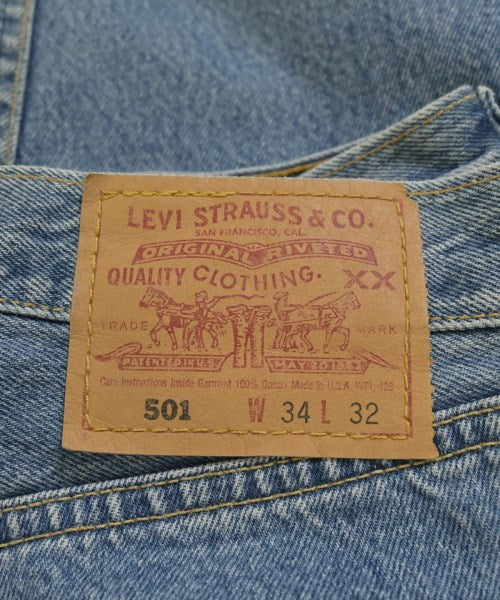 LEVI STRAUSS & CO.
SAN FRANCISCO, CAL.
ORIGINAL RIVETED
QUALITY CLOTHING. XX
TRADE MARK
PATENTED IN U.S. MAY 20 1873
Care Instructions Inside Garment 100% Cotton Made in U.S.A WPL 423
501 W 34 L 32